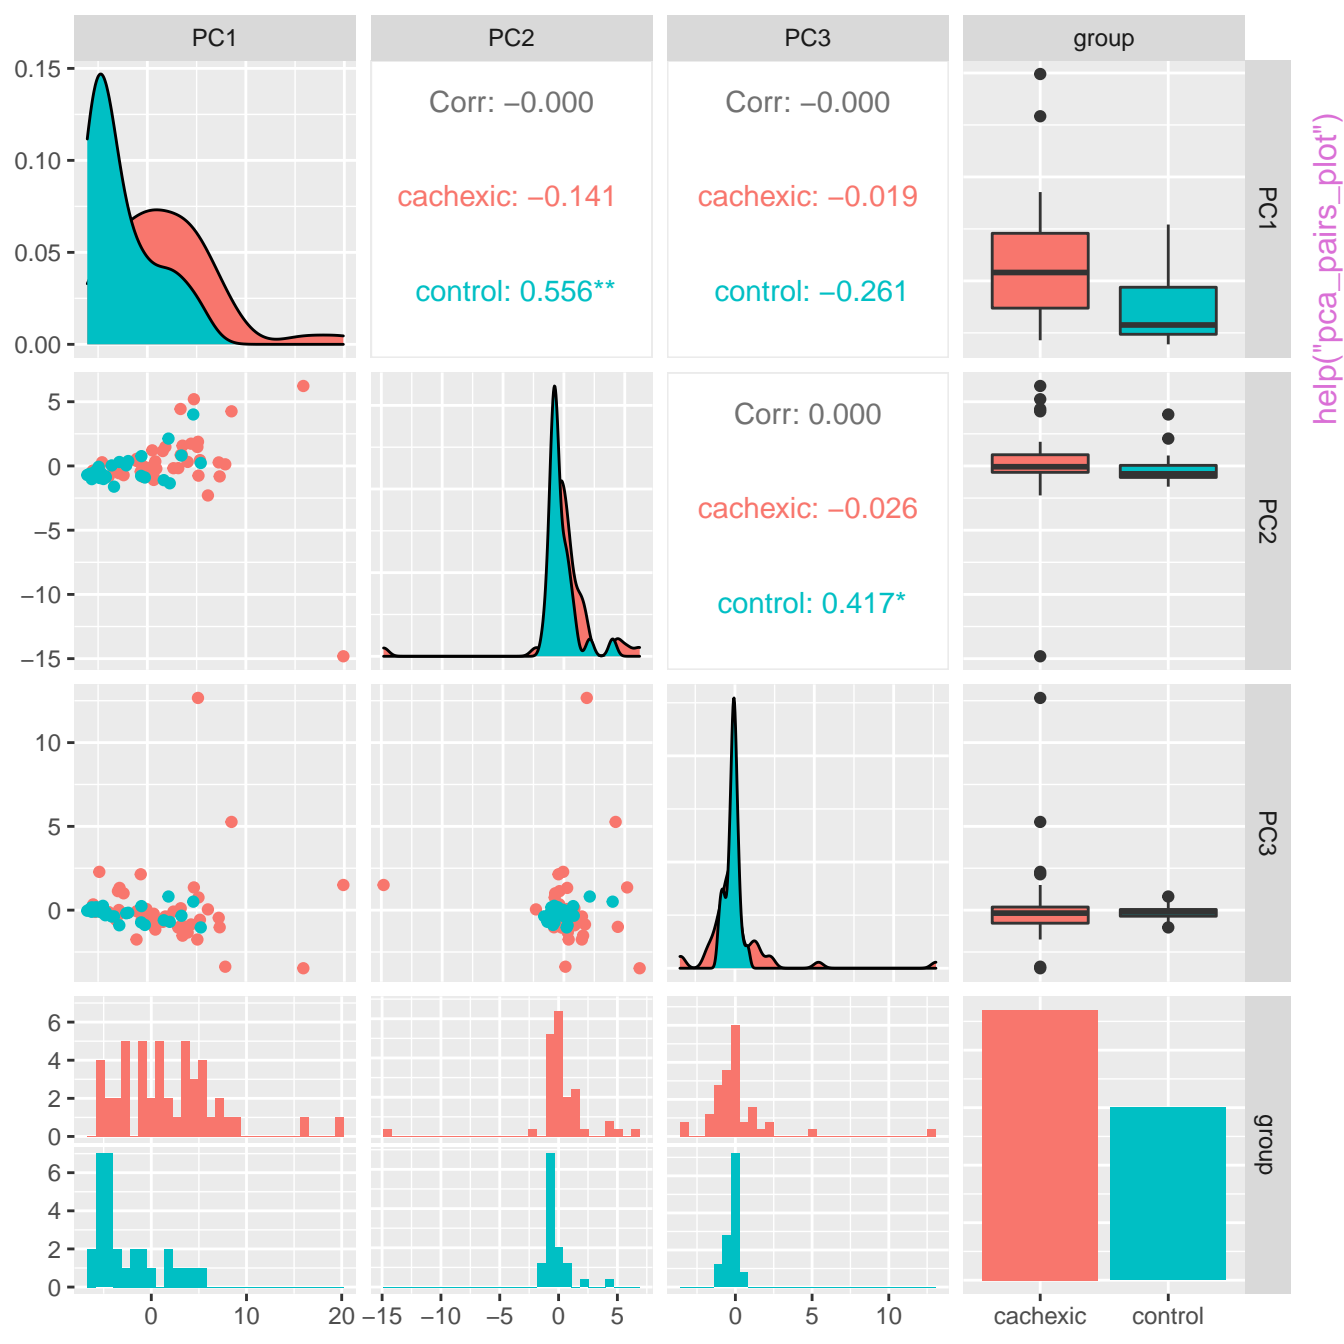 PC1
PC2
PC3
group
0.15
0.10
0.05
0.00
Corr: −0.000
cachexic: −0.141
control: 0.556**
Corr: −0.000
cachexic: −0.019
control: −0.261
PC1
help("pca_pairs_plot")
5
0
−5
−10
−15
Corr: 0.000
cachexic: −0.026
control: 0.417*
PC2
10
5
0
PC3
6
4
2
0
6
4
2
0
group
0 10 20
−15 −10 −5 0 5
0 5 10
cachexic control